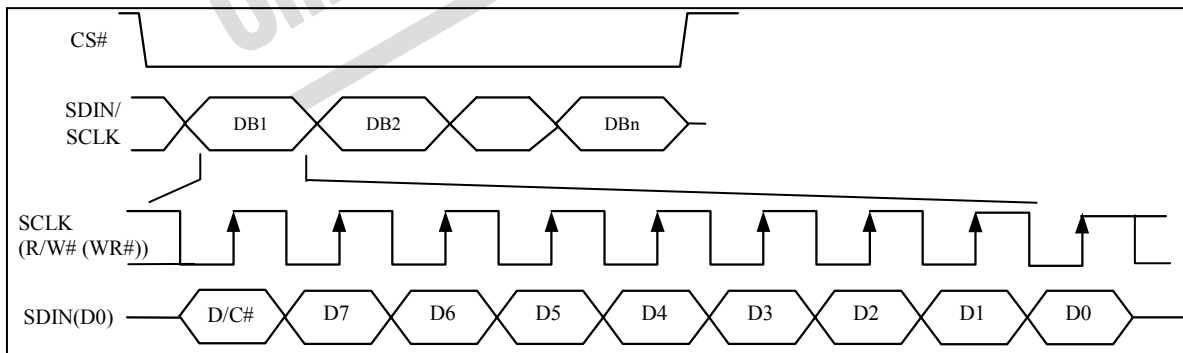 CS#
SDIN/
SCLK
DB1 DB2 DBn
SCLK
(R/W# (WR#))
SDIN(D0) D/C# D7 D6 D5 D4 D3 D2 D1 D0